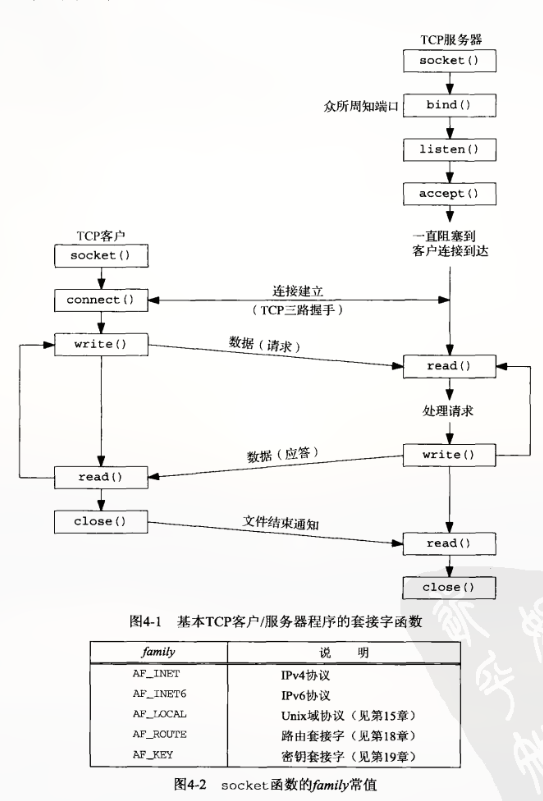 TCP服务器
socket()
众所周知端口
bind()
listen()
accept()
一直阻塞到
客户连接到达
TCP客户
socket()
connect()
连接建立
(TCP三路握手)
write()
数据(请求)
read()
处理请求
数据(应答)
write()
read()
close()
文件结束通知
read()
close()
图4-1 基本TCP客户/服务器程序的套接字函数
family 说 明
AF_INET IPv4协议
AF_INET6 IPv6协议
AF_LOCAL Unix域协议(见第15章)
AF_ROUTE 路由套接字(见第18章)
AF_KEY 密钥套接字(见第19章)
图4-2 socket函数的family常值